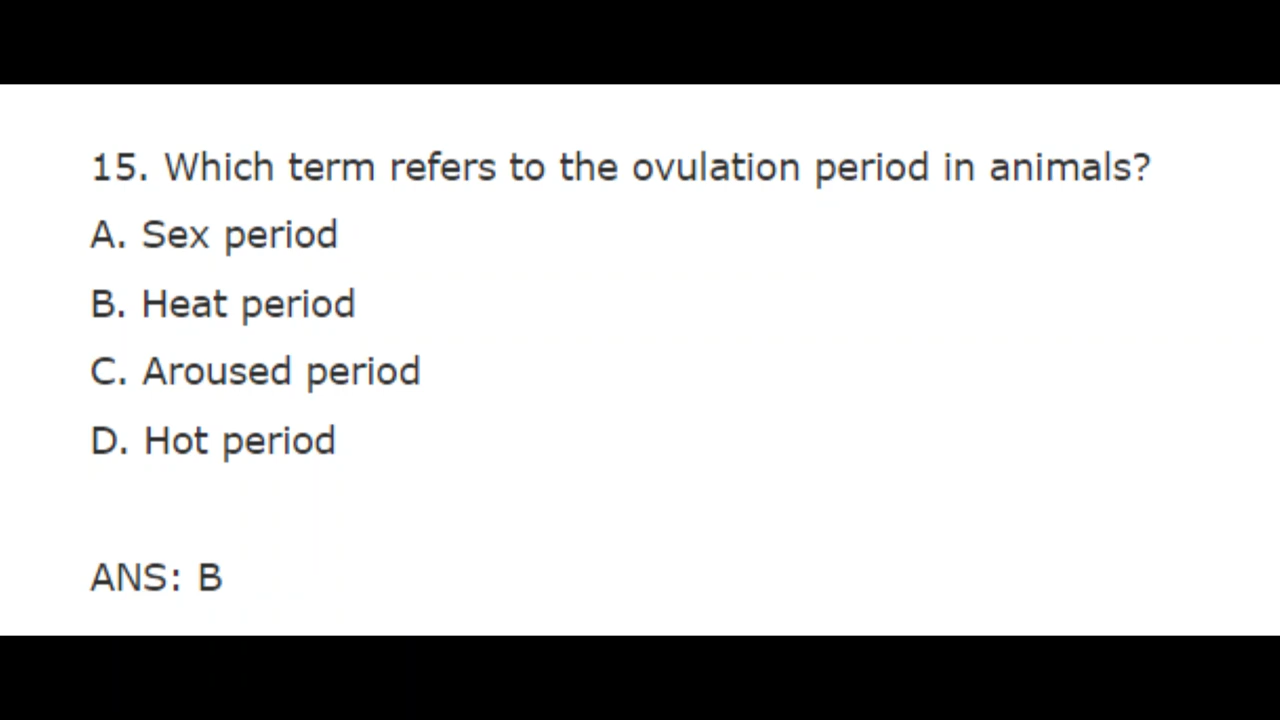 15. Which term refers to the ovulation period in animals?
A. Sex period
B. Heat period
C. Aroused period
D. Hot period
ANS: B